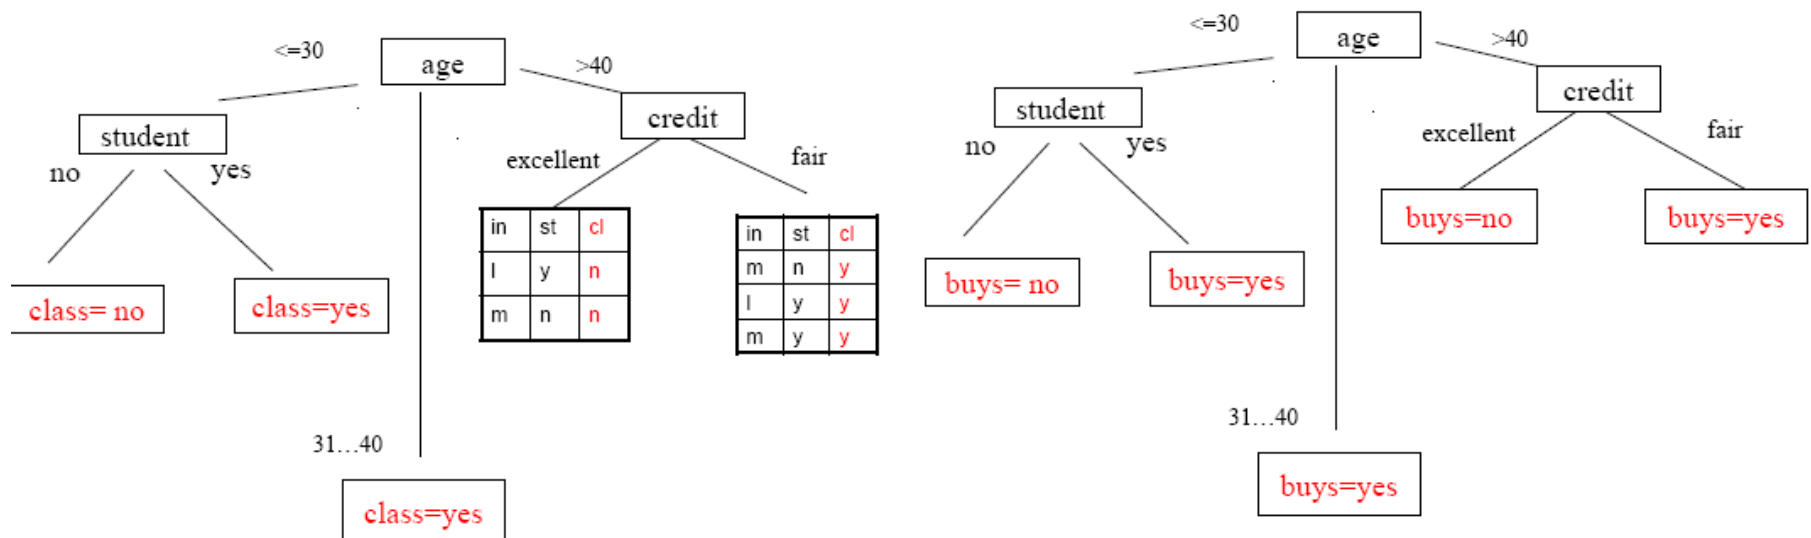 <=30
age
>40
student
credit
no
yes
excellent
fair
in st cl
l y n
m n n
in st cl
m n y
l y y
m y y
class= no
class=yes
31...40
class=yes
<=30
age
>40
student
credit
no
yes
excellent
fair
buys=no
buys=yes
buys= no
buys=yes
31...40
buys=yes